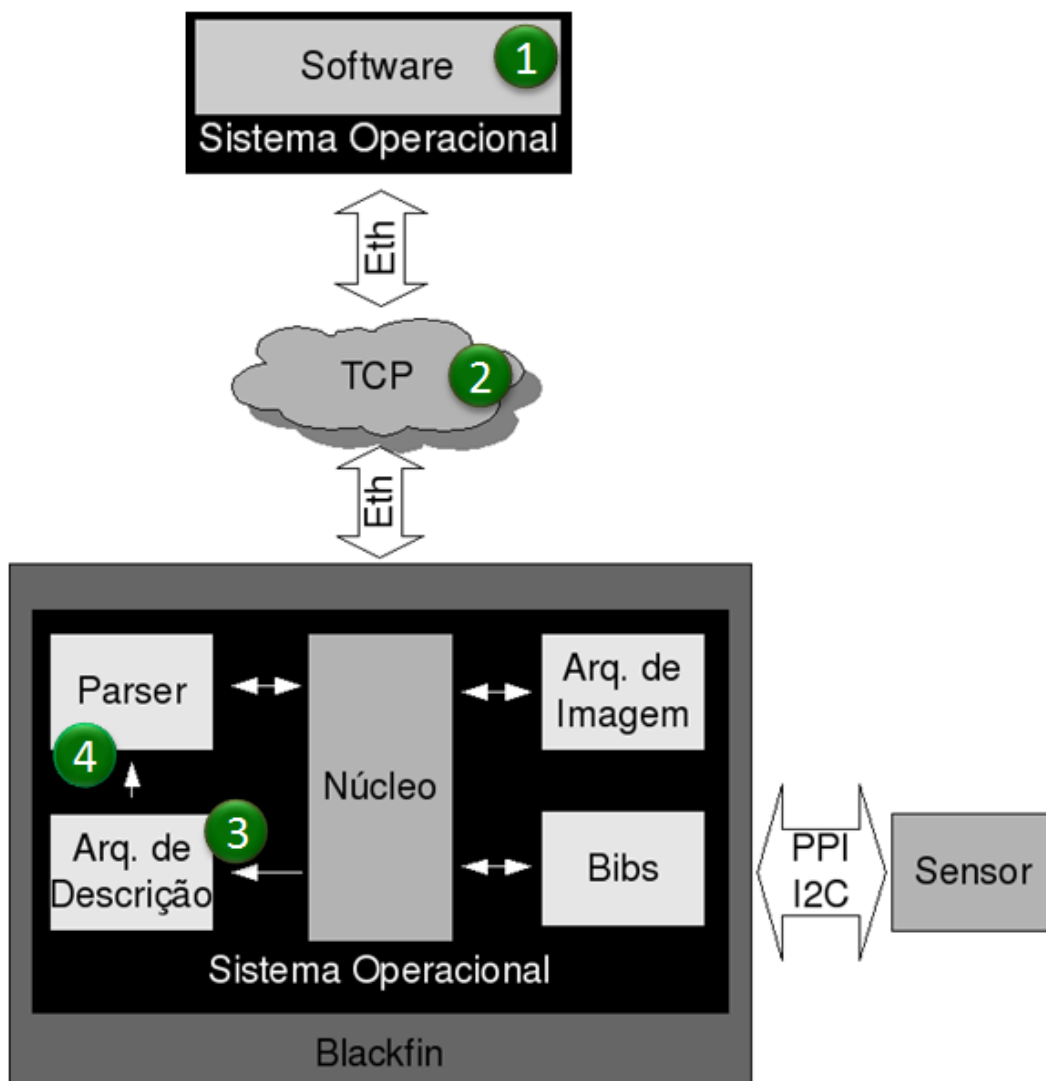 Software
1
Sistema Operacional
Eth
TCP
2
Eth
Parser
4
Arq. de
Descrição
3
Núcleo
Arq. de
Imagem
Bibs
Sistema Operacional
Blackfin
PPI
I2C
Sensor